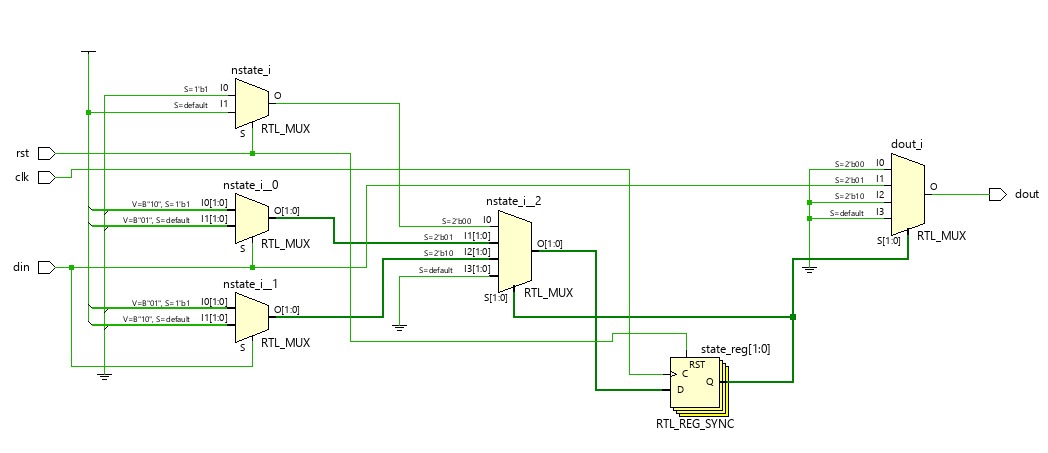 nstate_i
S=1'b1 I0
S=default I1
O
S
RTL_MUX
rst
clk
nstate_i__0
V=B"10", S=1'b1 I0[1:0]
V=B"01", S=default I1[1:0]
O[1:0]
S
RTL_MUX
din
nstate_i__1
V=B"01", S=1'b1 I0[1:0]
V=B"10", S=default I1[1:0]
O[1:0]
S
RTL_MUX
nstate_i__2
S=2'b00 I0
S=2'b01 I1[1:0]
S=2'b10 I2[1:0]
S=default I3[1:0]
O[1:0]
S[1:0]
RTL_MUX
state_reg[1:0]
RST
C
D
Q
RTL_REG_SYNC
dout_i
S=2'b00 I0
S=2'b01 I1
S=2'b10 I2
S=default I3
O
S[1:0]
RTL_MUX
dout